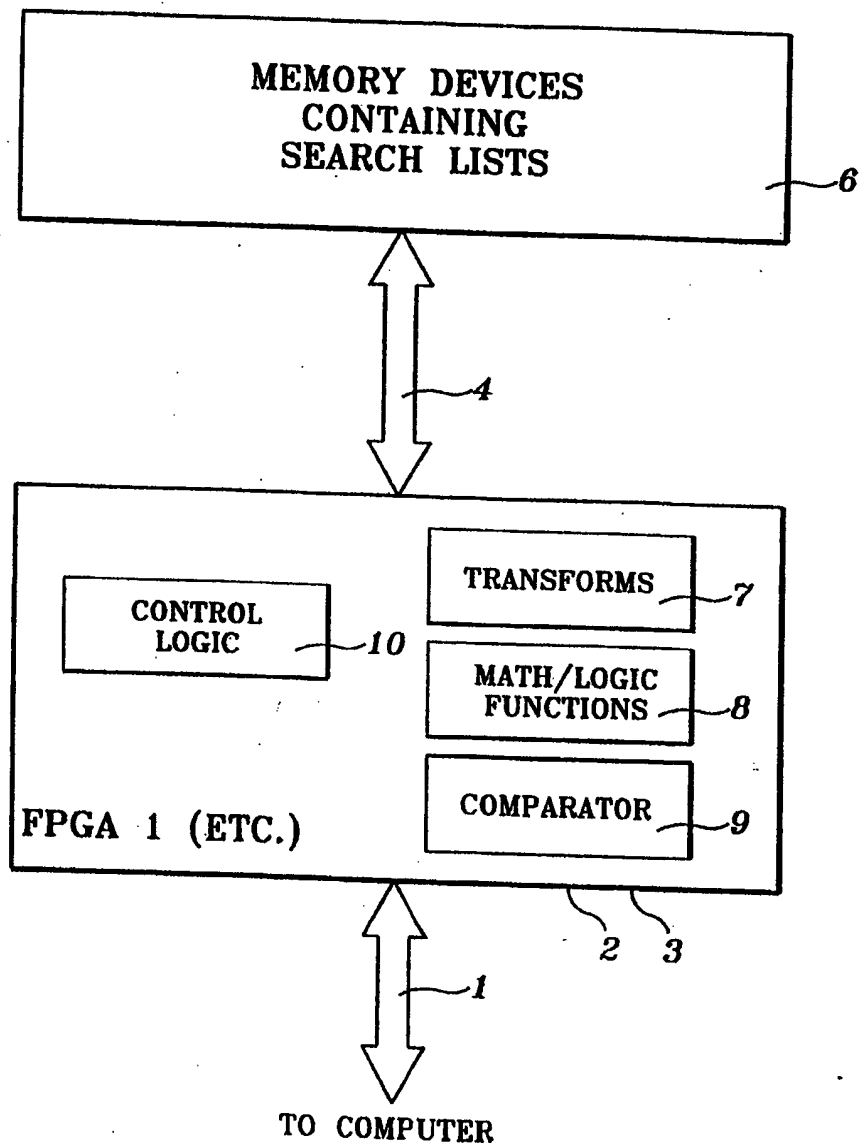 MEMORY DEVICES
CONTAINING
SEARCH LISTS
6
4
TRANSFORMS
7
CONTROL
LOGIC
10
MATH/LOGIC
FUNCTIONS
8
COMPARATOR
9
FPGA 1 (ETC.)
2
3
1
TO COMPUTER